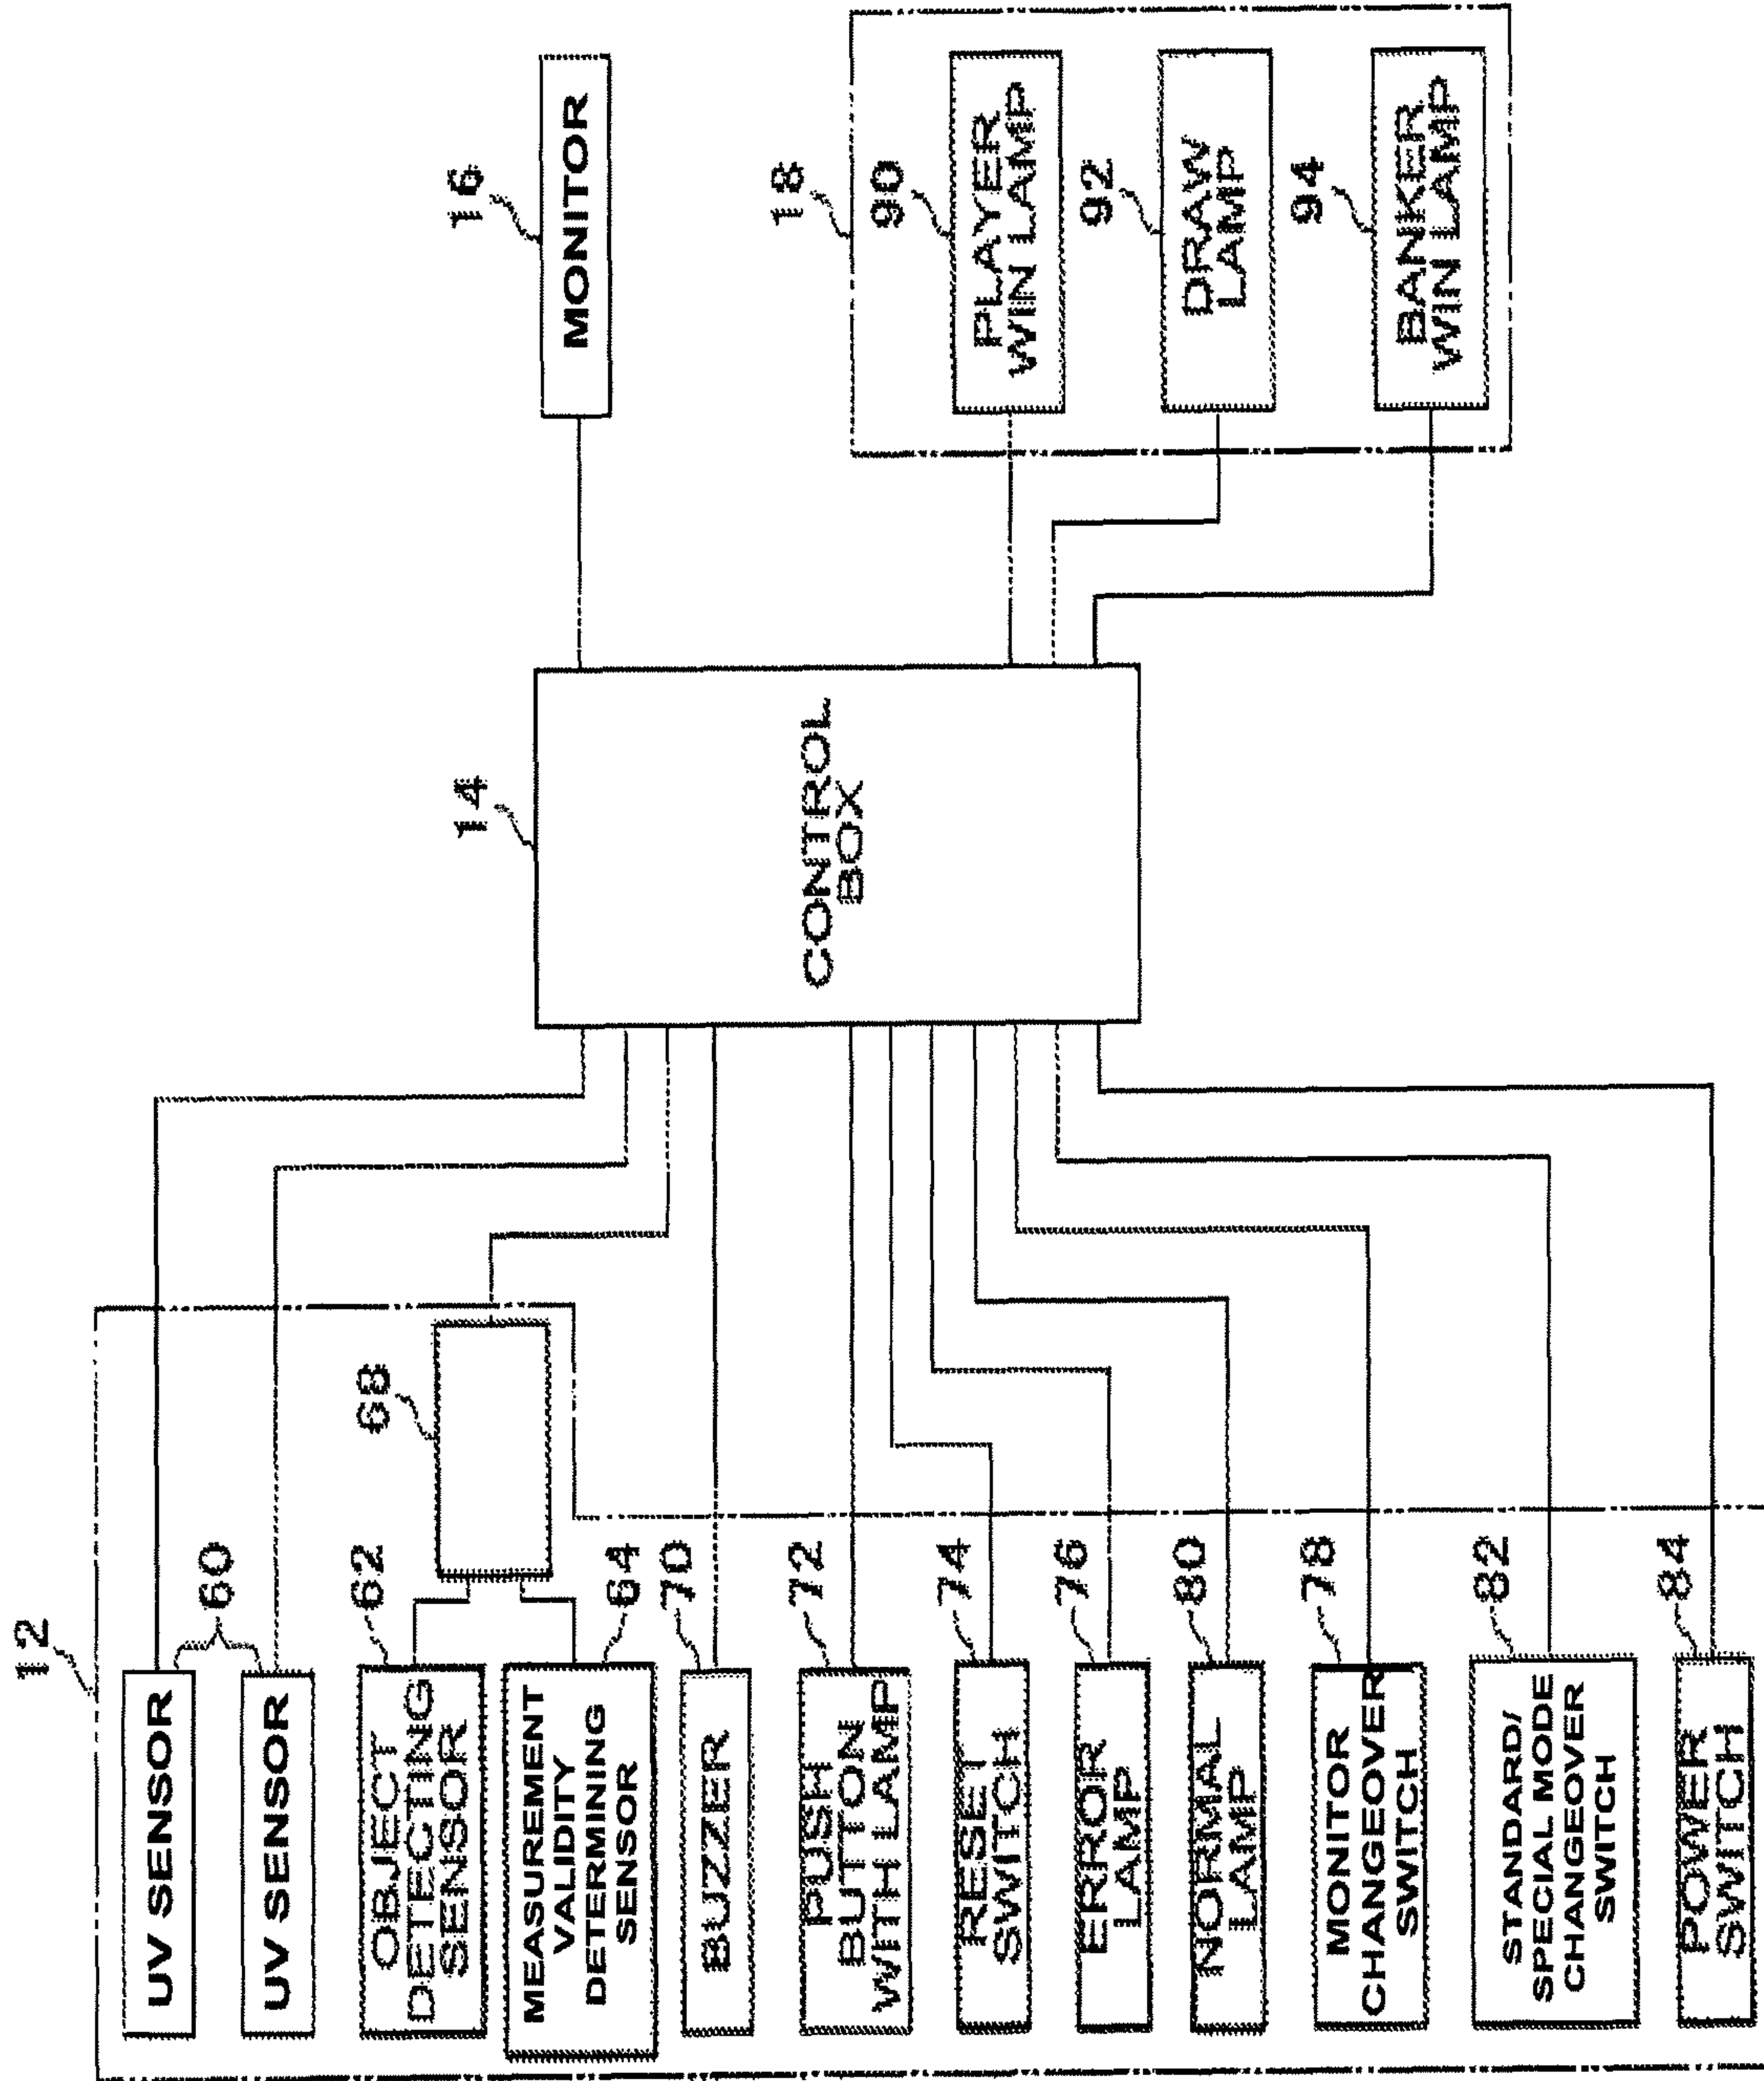 12
UV SENSOR
60
UV SENSOR
OBJECT
DETECTING
SENSOR
62
68
MEASUREMENT
VALIDITY
DETERMINING
SENSOR
64
BUZZER
70
PUSH
BUTTON
WITH LAMP
72
RESET
SWITCH
74
ERROR
LAMP
76
NORMAL
LAMP
80
MONITOR
CHANGEOVER
SWITCH
78
STANDARD/
SPECIAL MODE
CHANGEOVER
SWITCH
82
POWER
SWITCH
84
14
CONTROL
BOX
16
MONITOR
18
90
PLAYER
WIN LAMP
92
DRAW
LAMP
94
BANKER
WIN LAMP